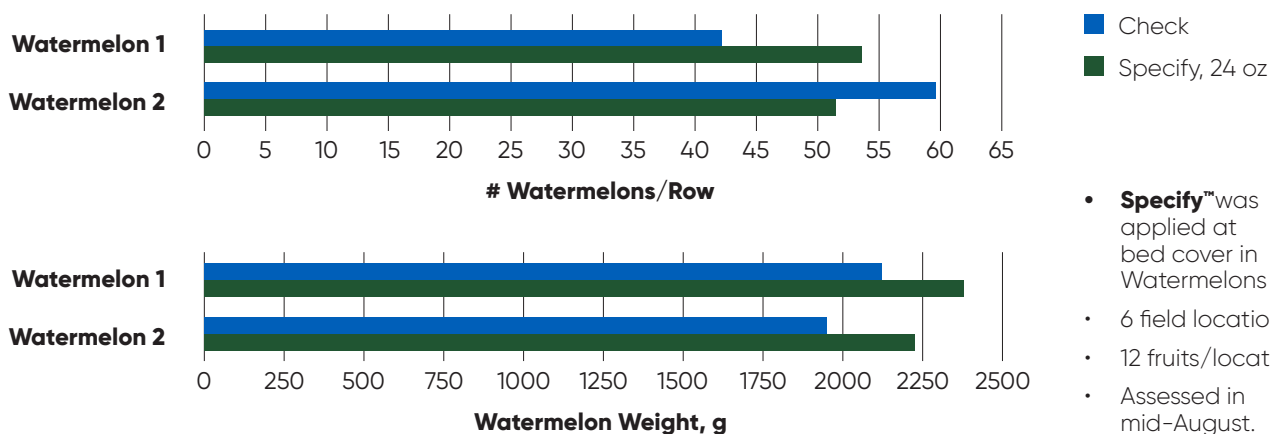 Watermelon 1
Watermelon 2
0 5 10 15 20 25 30 35 40 45 50 55 60 65
# Watermelons/Row
Watermelon 1
Watermelon 2
0 250 500 750 1000 1250 1500 1750 2000 2250 2500
Watermelon Weight, g
Check
Specify, 24 oz
• Specify™was
applied at
bed cover in
Watermelons
• 6 field locatio
• 12 fruits/locat
• Assessed in
mid-August.